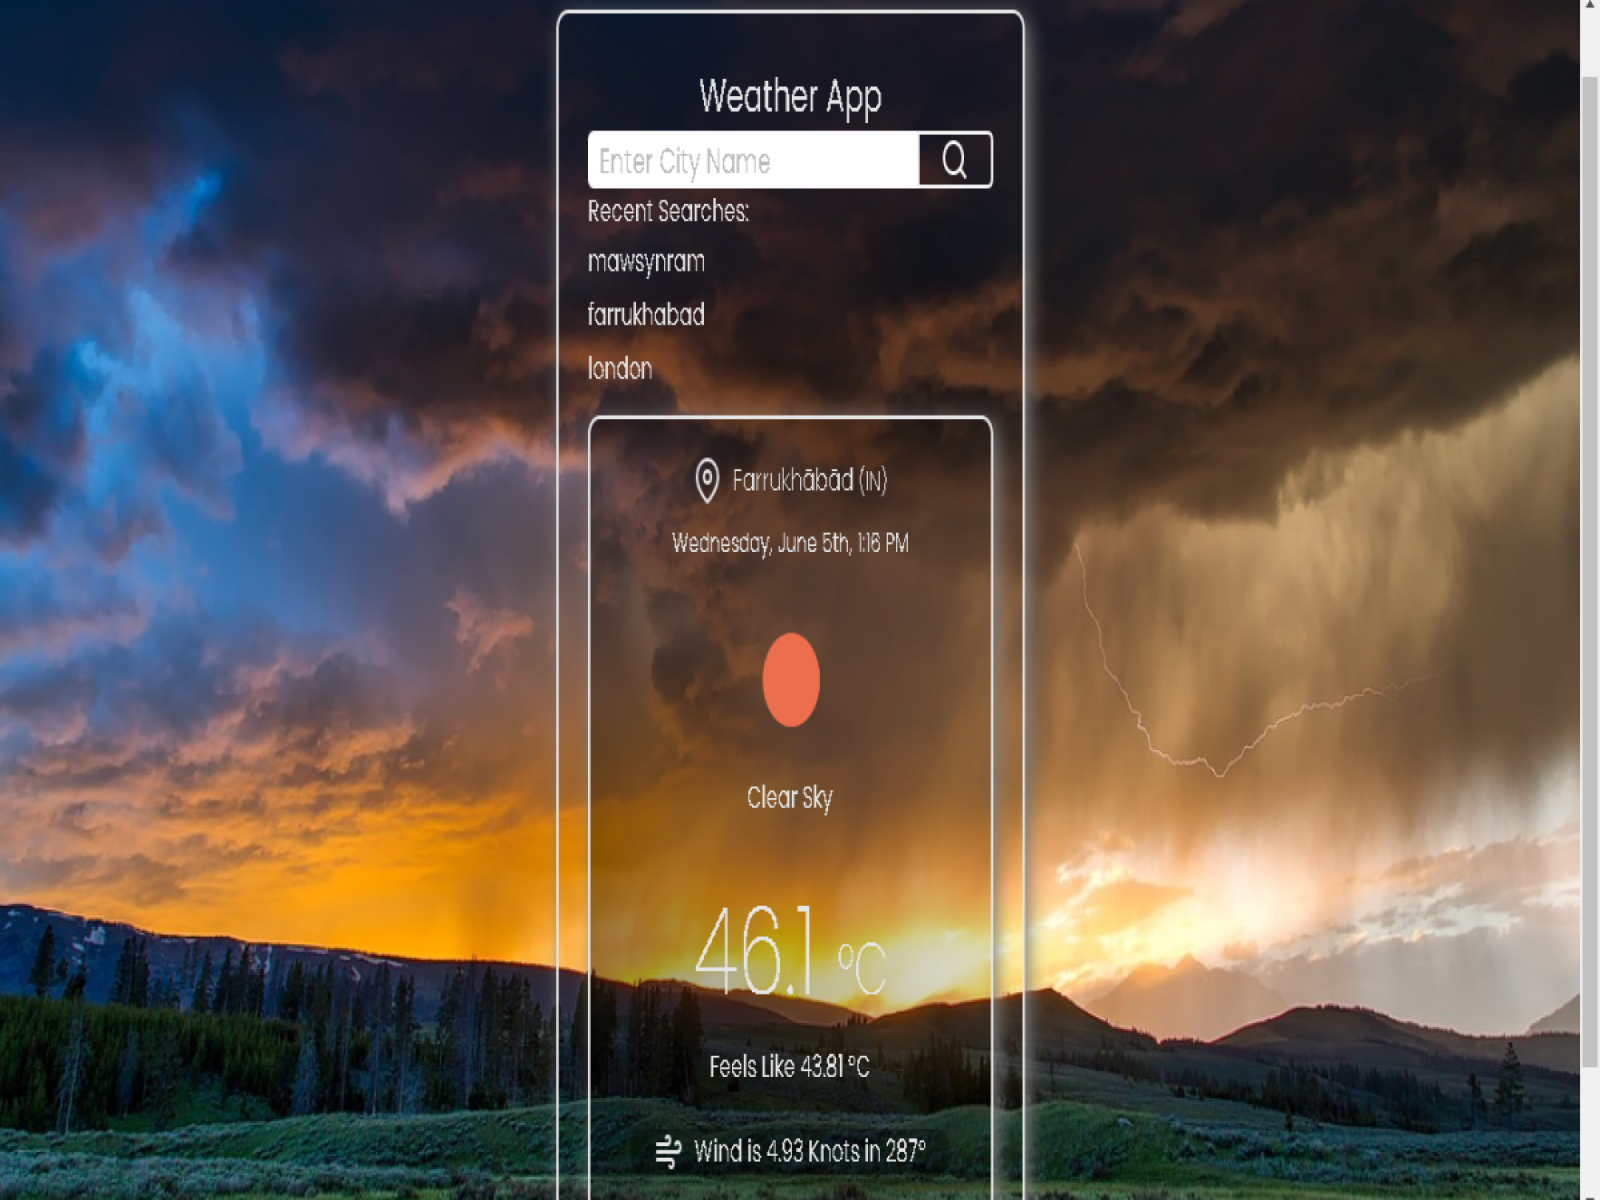 Weather App
Enter City Name
Recent Searches:
mawsynram
farrukhabad
london
Farrukhābād (IN)
Wednesday, June 5th, 1:16 PM
Clear Sky
46.1 °C
Feels Like 43.81 °C
Wind is 4.93 Knots in 287°